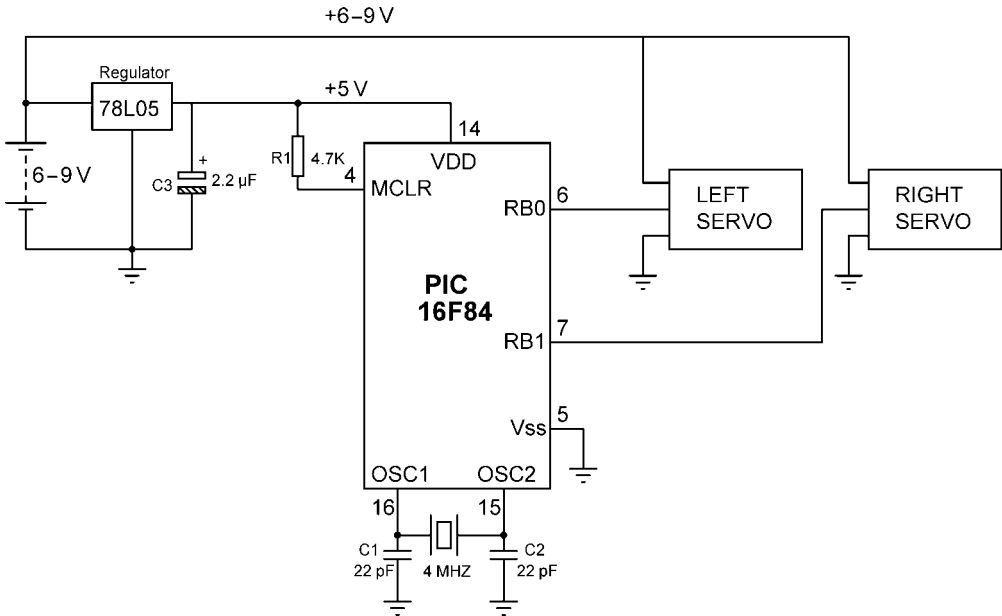 +6–9 V
Regulator
78L05
+5 V
14
VDD
R1
4.7K
4
MCLR
6–9 V
+
C3
2.2 µF
RB0
6
LEFT
SERVO
RIGHT
SERVO
PIC
16F84
RB1
7
Vss
5
OSC1
OSC2
16
15
C1
22 pF
4 MHZ
C2
22 pF